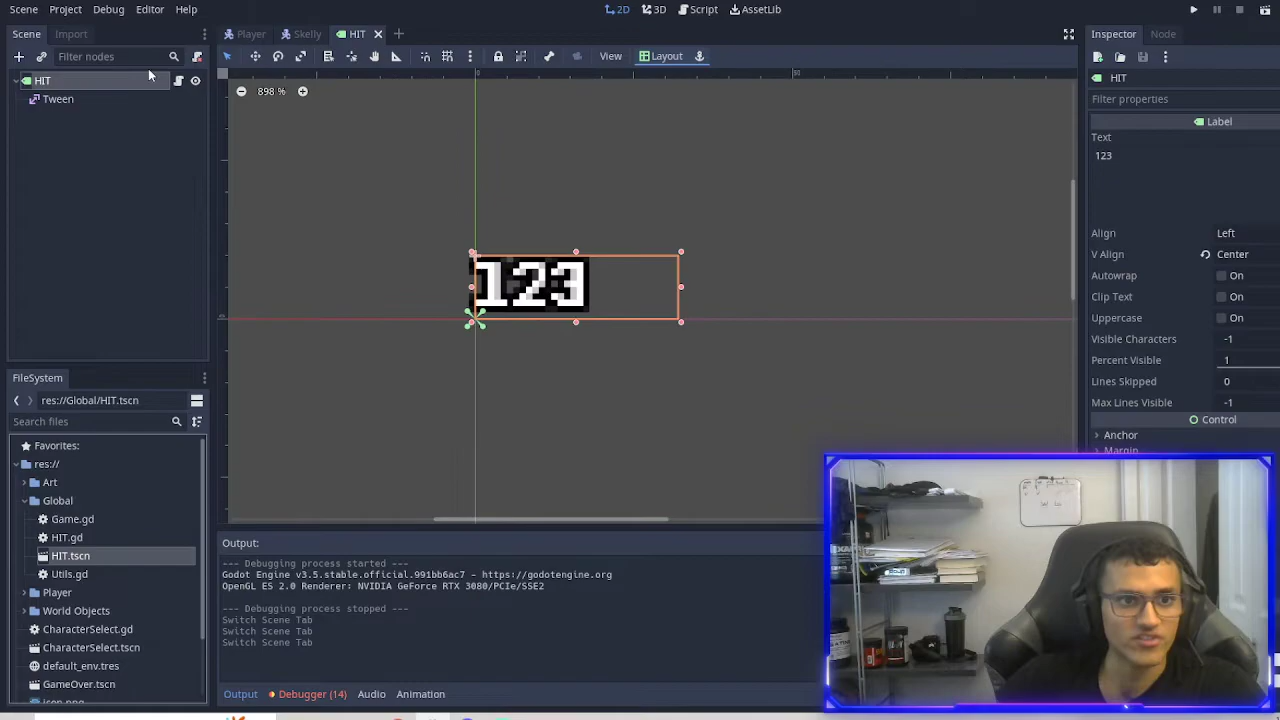 Scene Project Debug Editor Help
2D 3D Script AssetLib
Scene Import
Player Skelly HIT
Inspector Node
Filter nodes
View Layout
HIT
Tween
898 %
0
50
123
HIT
Filter properties
Label
Text
123
Align Left
V Align Center
Autowrap On
Clip Text On
Uppercase On
Visible Characters -1
Percent Visible 1
Lines Skipped 0
Max Lines Visible -1
Control
Anchor
Margin
FileSystem
res://Global/HIT.tscn
Search files
Favorites:
res://
Art
Global
Game.gd
HIT.gd
HIT.tscn
Utils.gd
Player
World Objects
CharacterSelect.gd
CharacterSelect.tscn
default_env.tres
GameOver.tscn
icon.png
Output:
--- Debugging process started ---
Godot Engine v3.5.stable.official.991bb6ac7 - https://godotengine.org
OpenGL ES 2.0 Renderer: NVIDIA GeForce RTX 3080/PCIe/SSE2
--- Debugging process stopped ---
Switch Scene Tab
Switch Scene Tab
Switch Scene Tab
Output Debugger (14) Audio Animation